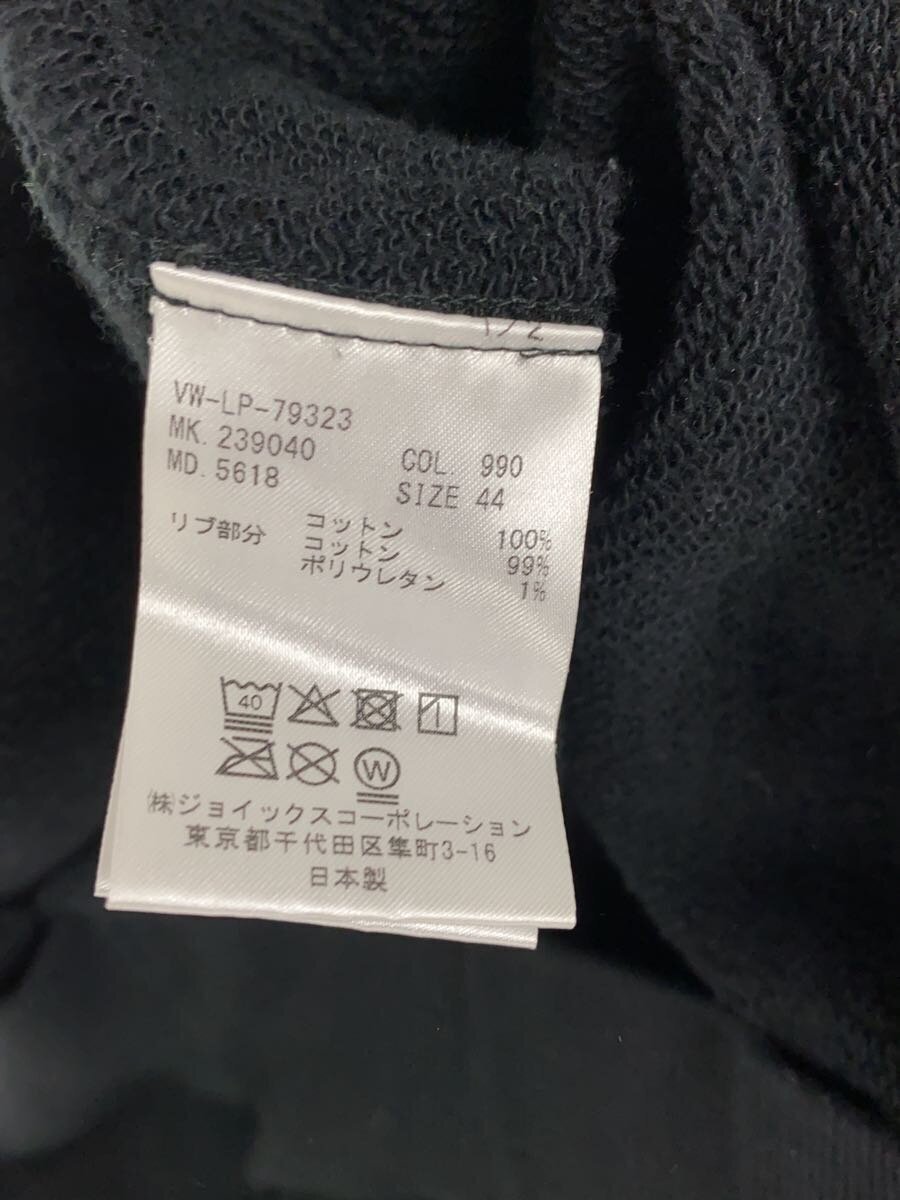 1/2
VW-LP-79323
MK. 239040
MD. 5618
COL. 990
SIZE 44
コットン 100%
リブ部分 コットン 99%
ポリウレタン 1%
40
W
㈱ジョイックスコーポレーション
東京都千代田区隼町3-16
日本製